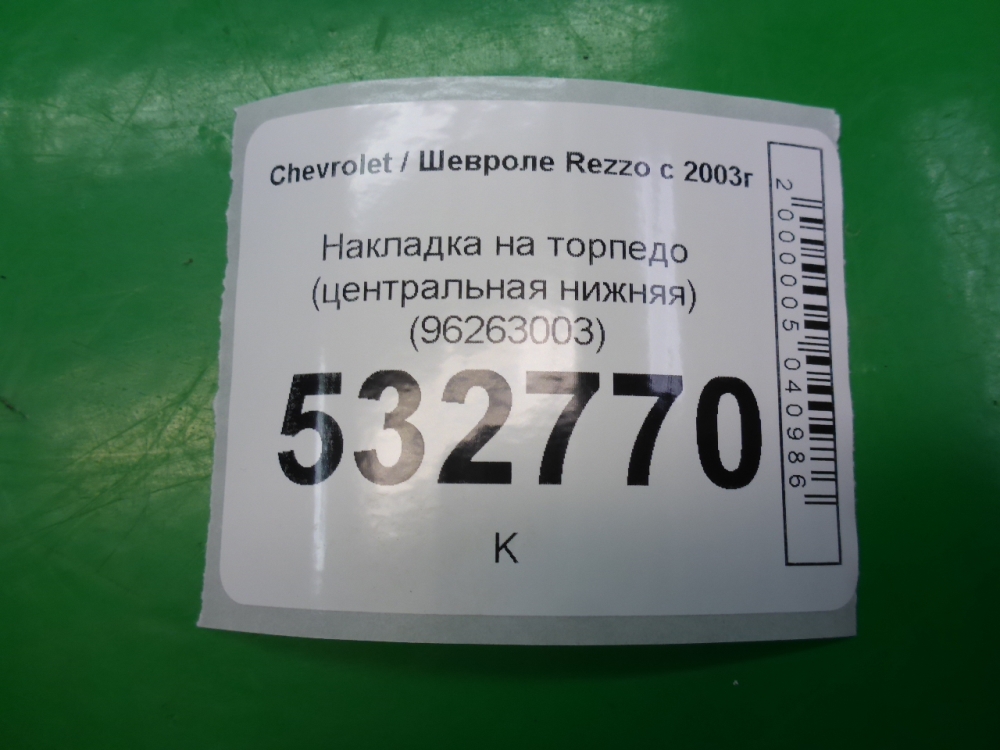 Chevrolet / Шевроле Rezzo с 2003г
Накладка на торпедо
(центральная нижняя)
(96263003)
532770
К
2000005040986